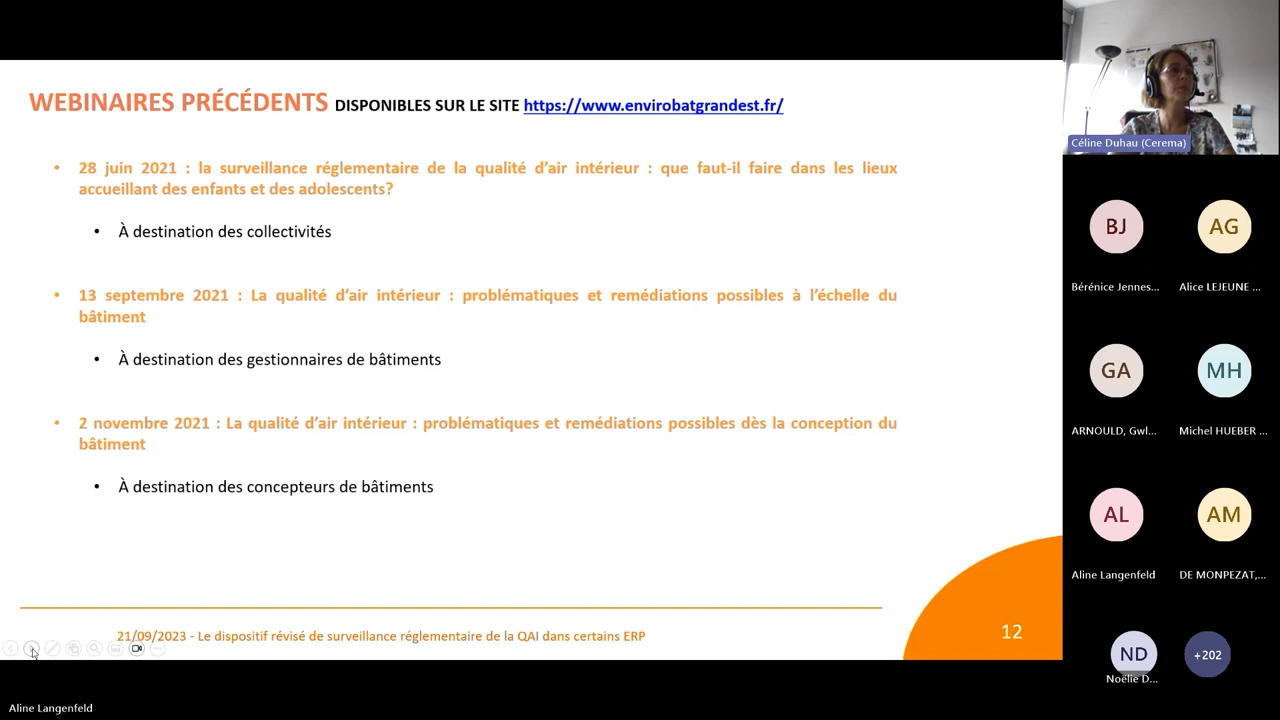 WEBINAIRES PRÉCÉDENTS DISPONIBLES SUR LE SITE https://www.envirobatgrandest.fr/
• 28 juin 2021 : la surveillance réglementaire de la qualité d’air intérieur : que faut-il faire dans les lieux
accueillant des enfants et des adolescents?
• À destination des collectivités
• 13 septembre 2021 : La qualité d’air intérieur : problématiques et remédiations possibles à l’échelle du
bâtiment
• À destination des gestionnaires de bâtiments
• 2 novembre 2021 : La qualité d’air intérieur : problématiques et remédiations possibles dès la conception du
bâtiment
• À destination des concepteurs de bâtiments
21/09/2023 - Le dispositif révisé de surveillance réglementaire de la QAI dans certains ERP
12
Aline Langenfeld
Céline Duhau (Cerema)
BJ
AG
Bérénice Jennes...
Alice LEJEUNE ...
GA
MH
ARNOULD, Gwl...
Michel HUEBER ...
AL
AM
Aline Langenfeld
DE MONPEZAT,...
ND
+202
Noëlie D...